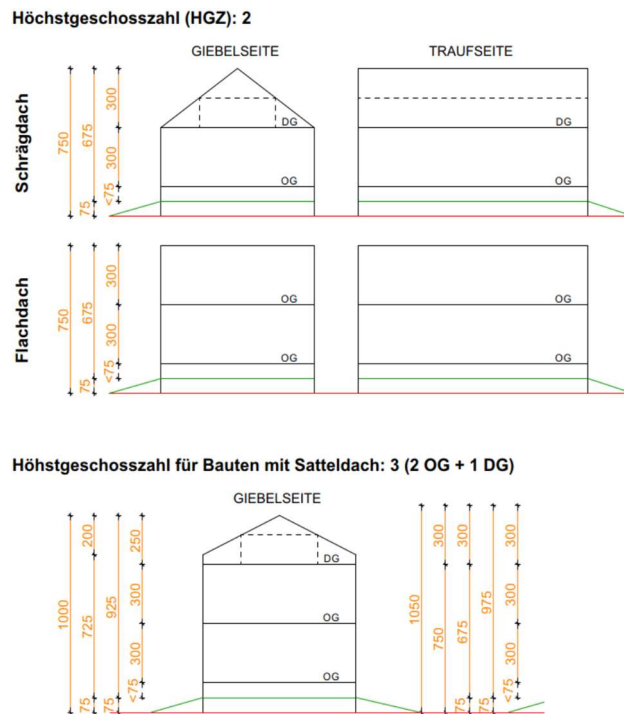 Höchstgeschosszahl (HGZ): 2
GIEBELSEITE
TRAUFSEITE
Schrägdach
750
675
75
300
300
<75
DG
OG
DG
OG
Flachdach
750
675
75
300
300
<75
OG
OG
OG
OG
Höhstgeschosszahl für Bauten mit Satteldach: 3 (2 OG + 1 DG)
GIEBELSEITE
1000
200
725
75
925
75
250
300
300
<75
DG
OG
OG
1050
300
750
300
675
75
975
75
300
300
300
<75